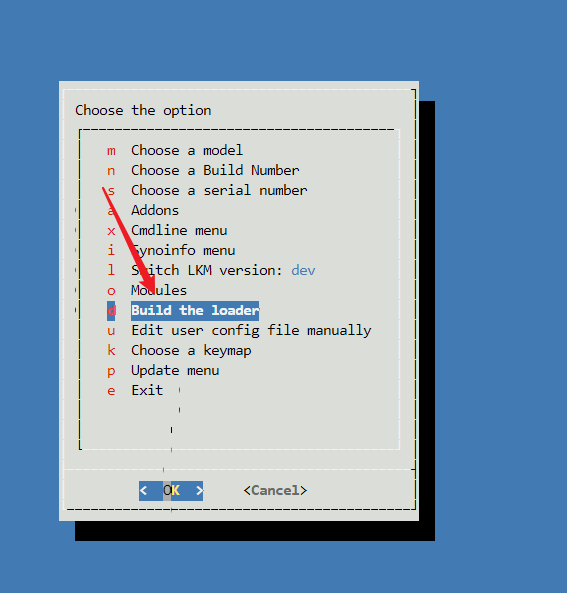 Choose the option
m Choose a model
n Choose a Build Number
s Choose a serial number
a Addons
x Cmdline menu
i Synoinfo menu
l Switch LKM version: dev
o Modules
d Build the loader
u Edit user config file manually
k Choose a keymap
p Update menu
e Exit
< OK > <Cancel>